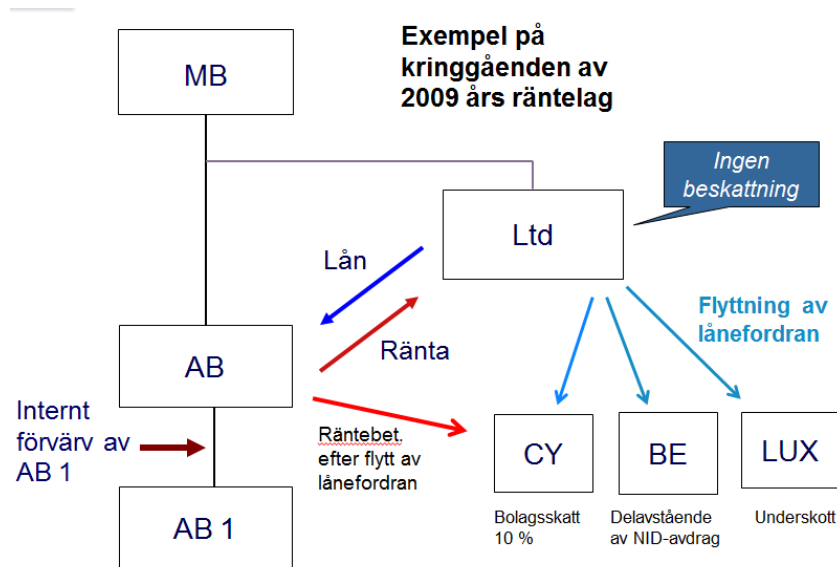 Exempel på
kringgåenden av
2009 års räntelag
MB
Ingen
beskattning
Ltd
Lån
Ränta
Flyttning av
lånefordran
AB
Internt
förvärv av
AB 1
Räntebet.
efter flytt av
lånefordran
CY
BE
LUX
Bolagsskatt
10 %
Delavstående
av NID-avdrag
Underskott
AB 1